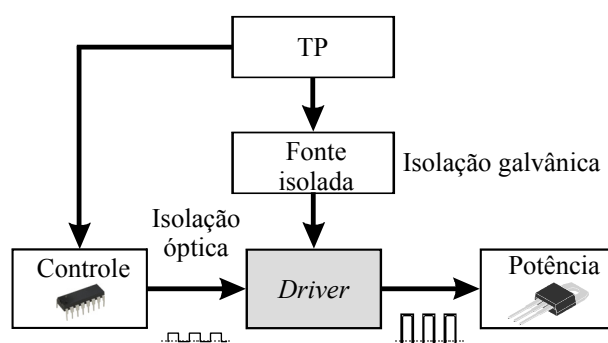 TP
Fonte
isolada
Isolação galvânica
Isolação
óptica
Controle
Driver
Potência